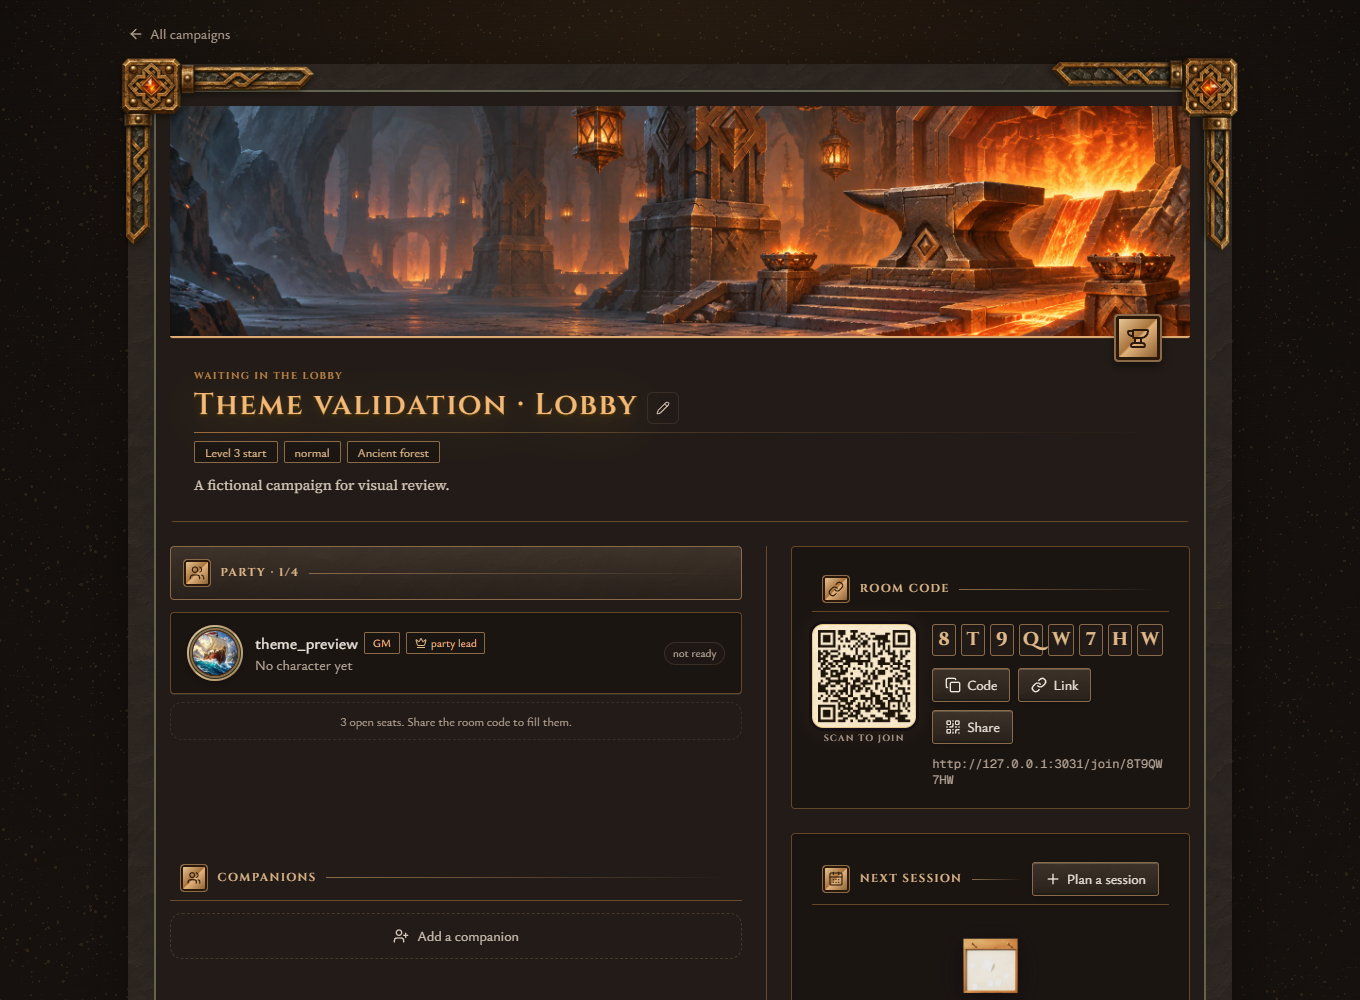 All campaigns
WAITING IN THE LOBBY
THEME VALIDATION · LOBBY
Level 3 start
normal
Ancient forest
A fictional campaign for visual review.
PARTY · 1/4
theme_preview
GM
party lead
No character yet
not ready
3 open seats. Share the room code to fill them.
COMPANIONS
Add a companion
ROOM CODE
8 T 9 Q W 7 H W
Code
Link
Share
SCAN TO JOIN
http://127.0.0.1:3031/join/8T9QW
7HW
NEXT SESSION
Plan a session